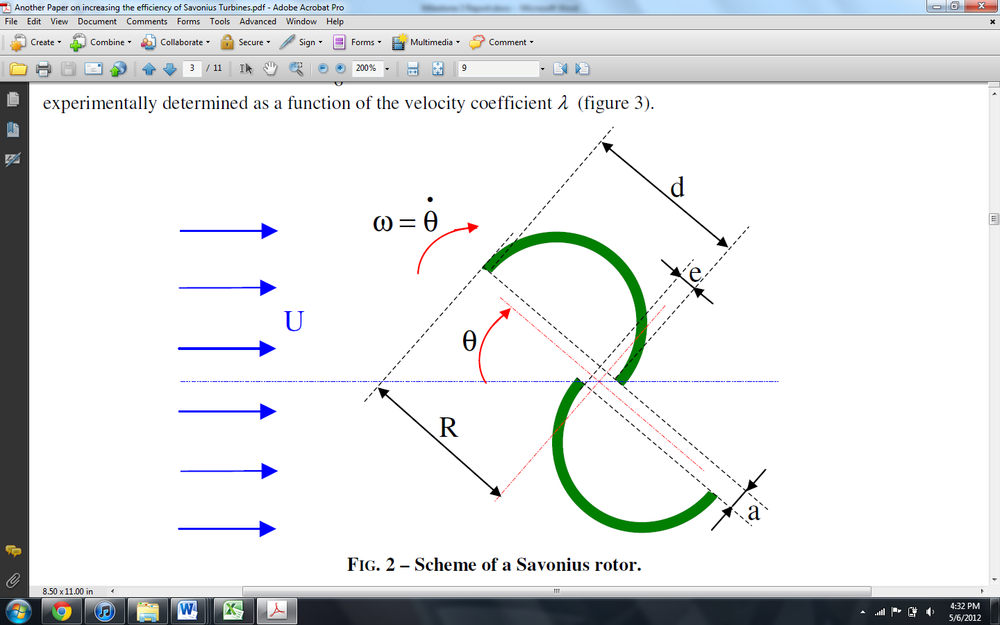 Another Paper on increasing the efficiency of Savonius Turbines.pdf - Adobe Acrobat Pro
File Edit View Document Comments Forms Tools Advanced Window Help
Create Combine Collaborate Secure Sign Forms Multimedia Comment
3 / 11 200% 9
experimentally determined as a function of the velocity coefficient λ (figure 3).
d
ω = θ̇
e
U
θ
R
a
FIG. 2 – Scheme of a Savonius rotor.
8.50 x 11.00 in
4:32 PM
5/6/2012